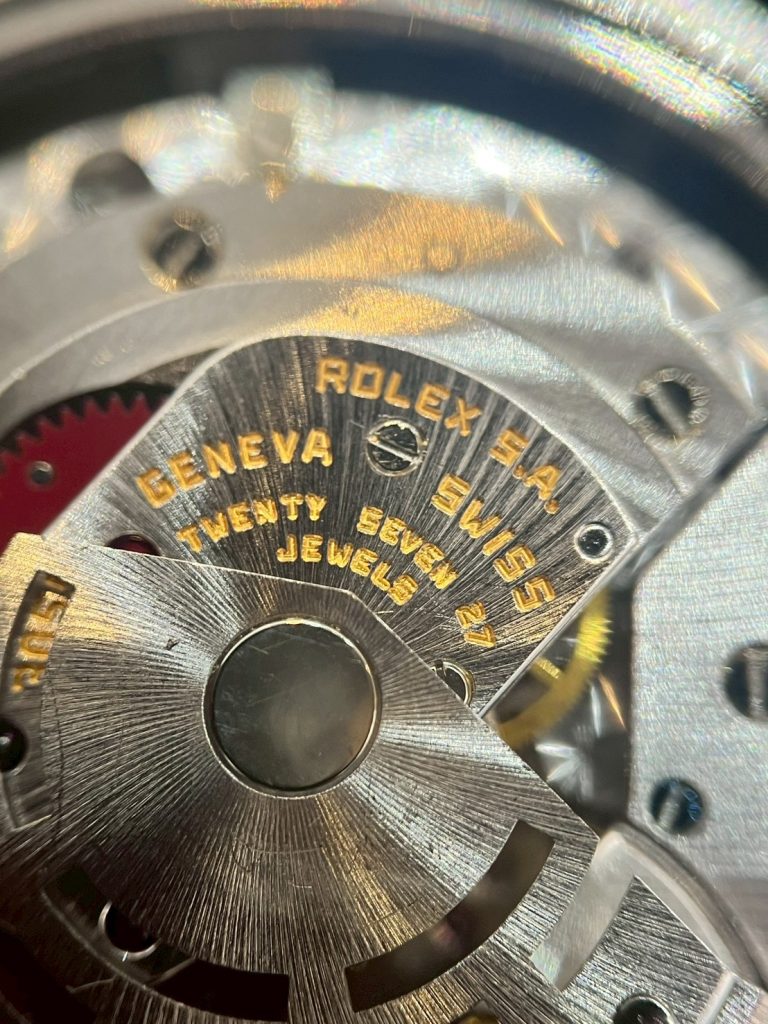 ROLEX S.A.
GENEVA SWISS
TWENTY SEVEN 27
JEWELS